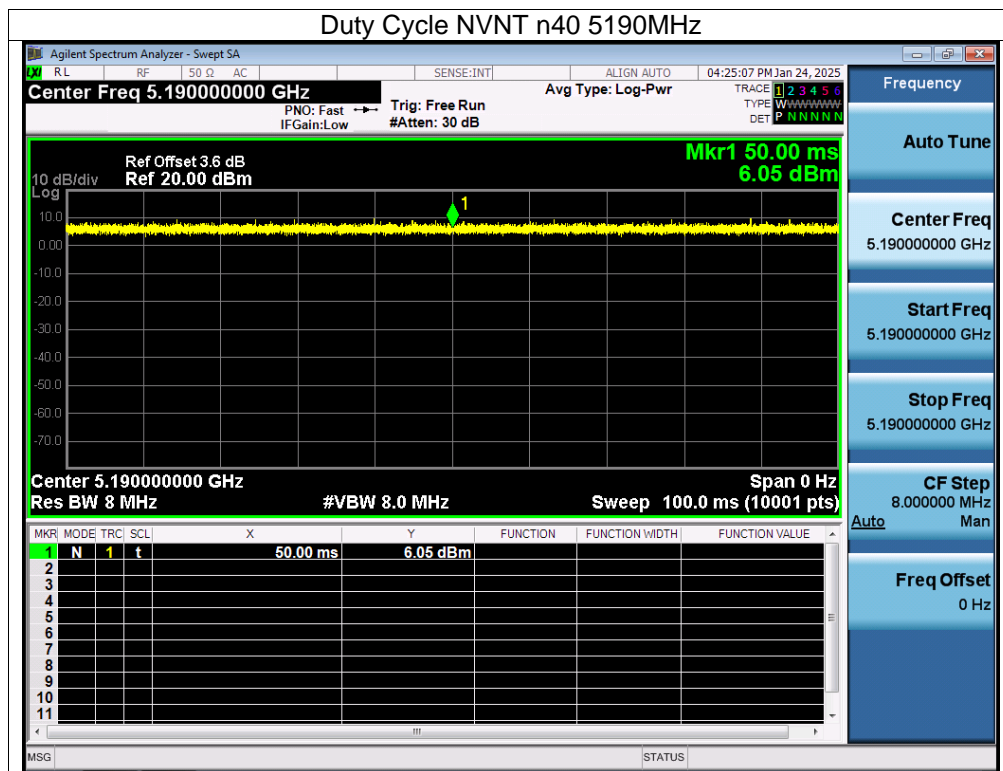 Duty Cycle NVNT n40 5190MHz
Agilent Spectrum Analyzer - Swept SA
LXI RL RF 50 Ω AC SENSE:INT ALIGN AUTO 04:25:07 PM Jan 24, 2025
Center Freq 5.190000000 GHz
PNO: Fast
IFGain:Low
Trig: Free Run
#Atten: 30 dB
Avg Type: Log-Pwr
TRACE 1 2 3 4 5 6
TYPE WWWWWWW
DET P N N N N N
Mkr1 50.00 ms
6.05 dBm
Ref Offset 3.6 dB
10 dB/div Ref 20.00 dBm
Log
1
10.0
0.00
-10.0
-20.0
-30.0
-40.0
-50.0
-60.0
-70.0
Center 5.190000000 GHz Span 0 Hz
Res BW 8 MHz #VBW 8.0 MHz Sweep 100.0 ms (10001 pts)
MKR MODE TRC SCL X Y FUNCTION FUNCTION WIDTH FUNCTION VALUE
1 N 1 t 50.00 ms 6.05 dBm
2
3
4
5
6
7
8
9
10
11
MSG STATUS
Frequency
Auto Tune
Center Freq
5.190000000 GHz
Start Freq
5.190000000 GHz
Stop Freq
5.190000000 GHz
CF Step
8.000000 MHz
Auto Man
Freq Offset
0 Hz